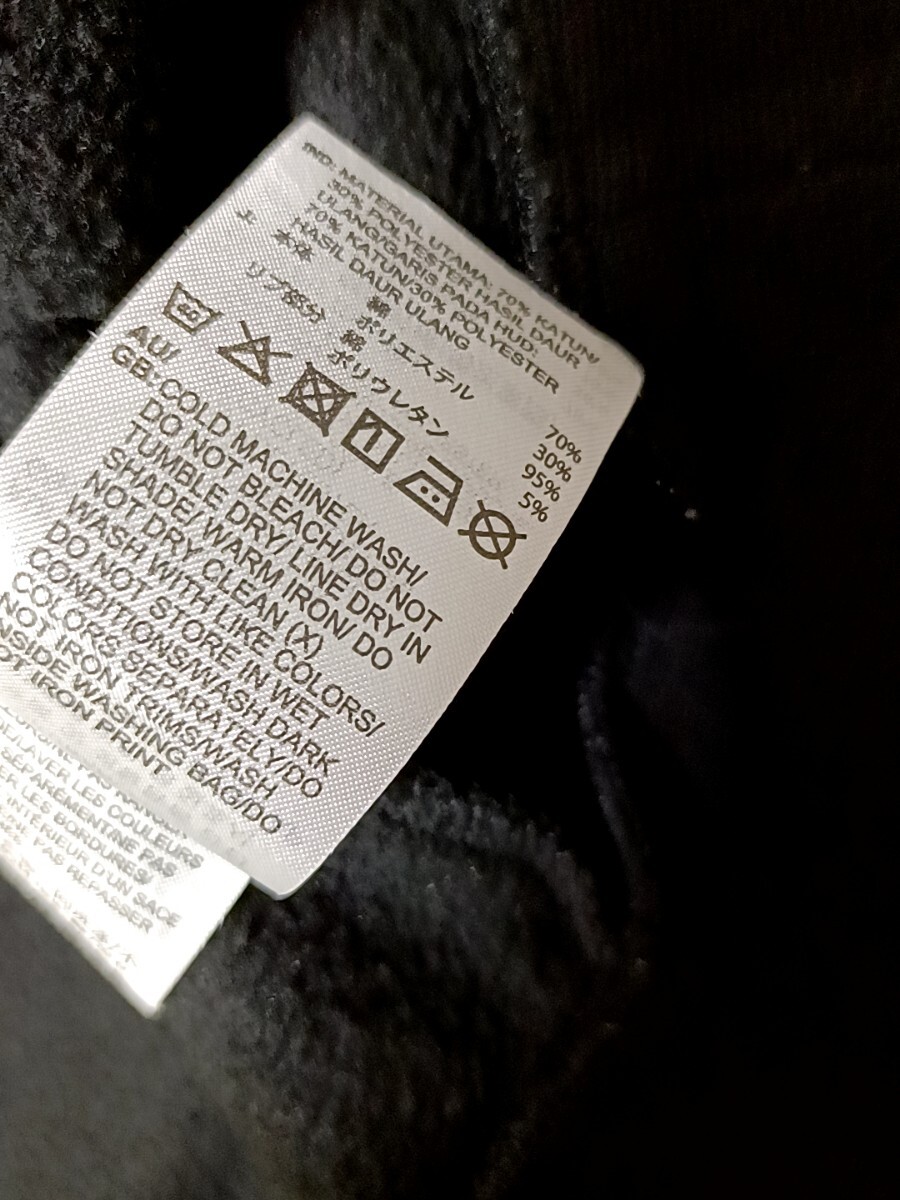 IND: MATERIAL UTAMA: 70% KATUN/
30% POLYESTER HASIL DAUR
ULANG/GARIS PADA HUD:
70% KATUN/30% POLYESTER
HASIL DAUR ULANG
上
本体 綿 70%
ポリエステル 30%
リブ部分 綿 95%
ポリウレタン 5%
AU/
GB: COLD MACHINE WASH/
DO NOT BLEACH/ DO NOT
TUMBLE DRY/ LINE DRY IN
SHADE/ WARM IRON/ DO
NOT DRY CLEAN (X)
WASH WITH LIKE COLORS/
DO NOT STORE IN WET
CONDITIONS/WASH DARK
COLORS SEPARATELY/DO
NOT IRON TRIMS/WASH
INSIDE WASHING BAG/DO
NOT IRON PRINT
LES COULEURS
SÉPARÉMENT/NE PAS
LES BORDURES/
INTÉRIEUR D'UN SAC/
PAS REPASSER